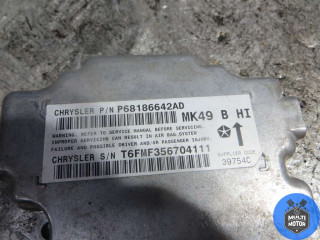 CHRYSLER P/N P68186642AD
MK49 B HI
WARNING: REFER TO SERVICE MANUAL BEFORE SERVICING.
IMPROPER SERVICING CAN RESULT IN AIR BAG SYSTEM
FAILURE AND POSSIBLE DRIVER AND/OR PASSENGER INJURY.
CHRYSLER S/N T6FMF356704111
SUPPLIER CODE
39754C
MULTI
MOTOR